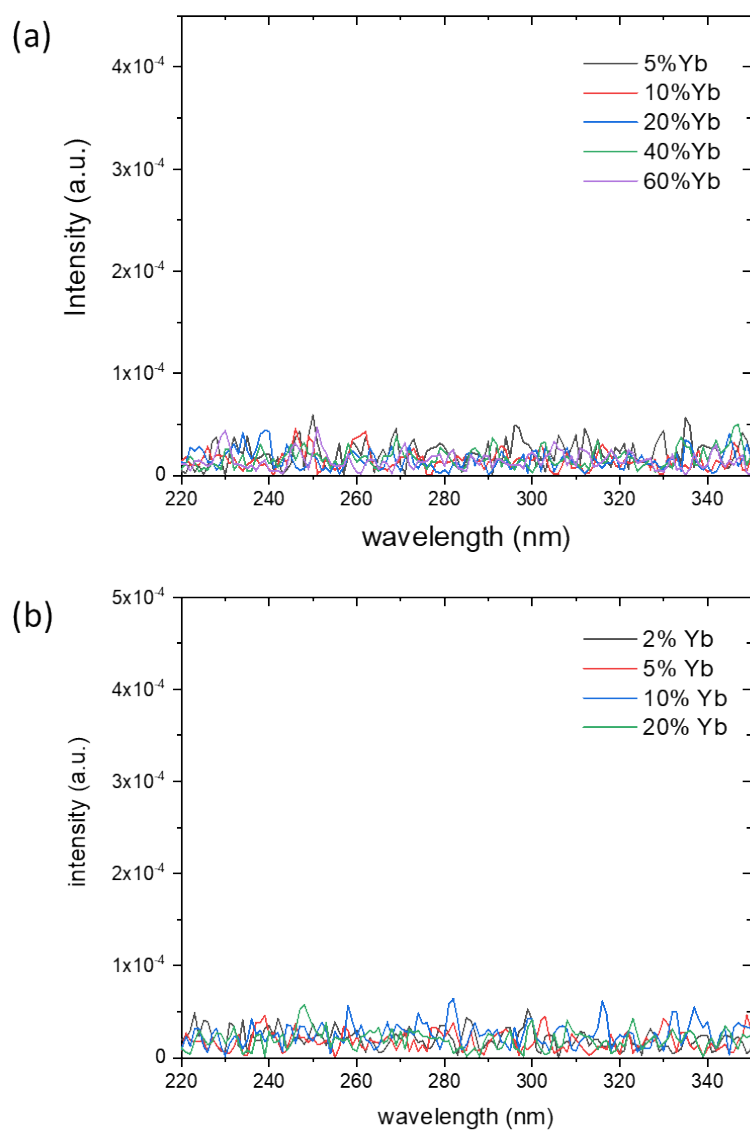 (a)
4x10-4
3x10-4
2x10-4
1x10-4
0
Intensity (a.u.)
5%Yb
10%Yb
20%Yb
40%Yb
60%Yb
220 240 260 280 300 320 340
wavelength (nm)
(b)
5x10-4
4x10-4
3x10-4
2x10-4
1x10-4
0
intensity (a.u.)
2% Yb
5% Yb
10% Yb
20% Yb
220 240 260 280 300 320 340
wavelength (nm)